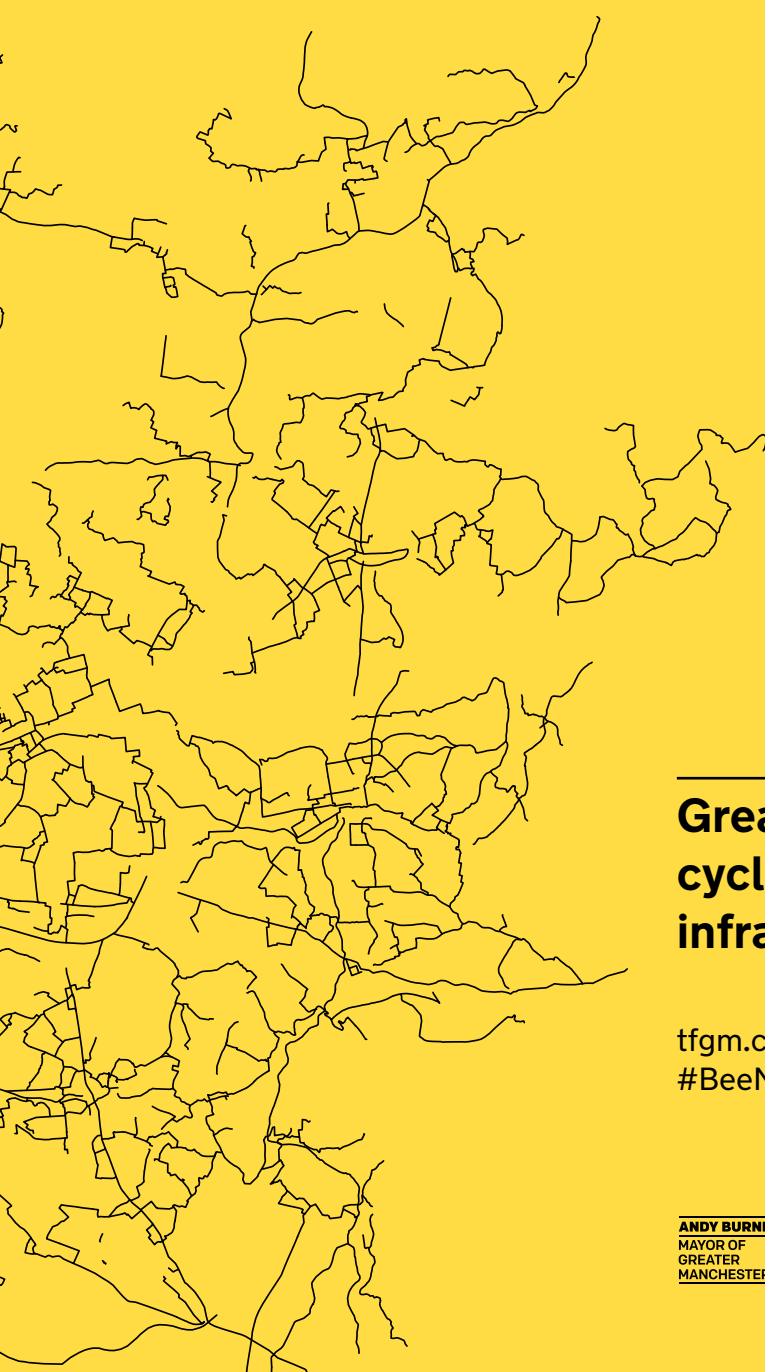 Grea
cycl
infra
tfgm.c
#BeeN
ANDY BURN
MAYOR OF
GREATER
MANCHESTER